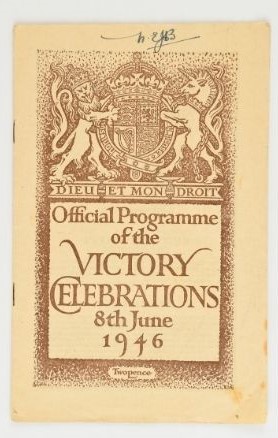 DIEU ET MON DROIT
Official Programme
of the
VICTORY
CELEBRATIONS
8th June
1946
Twopence